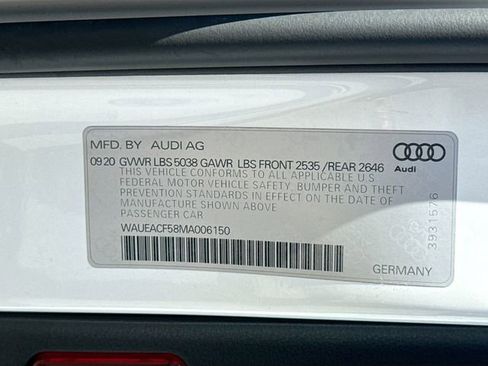 MFD. BY AUDI AG
09 20 GVWR LBS 5038 GAWR LBS FRONT 2535 /REAR 2646
THIS VEHICLE CONFORMS TO ALL APPLICABLE U.S.
FEDERAL MOTOR VEHICLE SAFETY, BUMPER AND THEFT
PREVENTION STANDARDS IN EFFECT ON THE DATE OF
MANUFACTURE SHOWN ABOVE
PASSENGER CAR
WAUEACF58MA006150
Audi
3931576
GERMANY